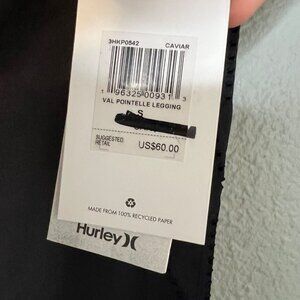 3HKP0542 CAVIAR
1 96325 00931 3
VAL POINTELLE LEGGING
S
SUGGESTED
RETAIL
US$60.00
MADE FROM 100% RECYCLED PAPER
Hurley